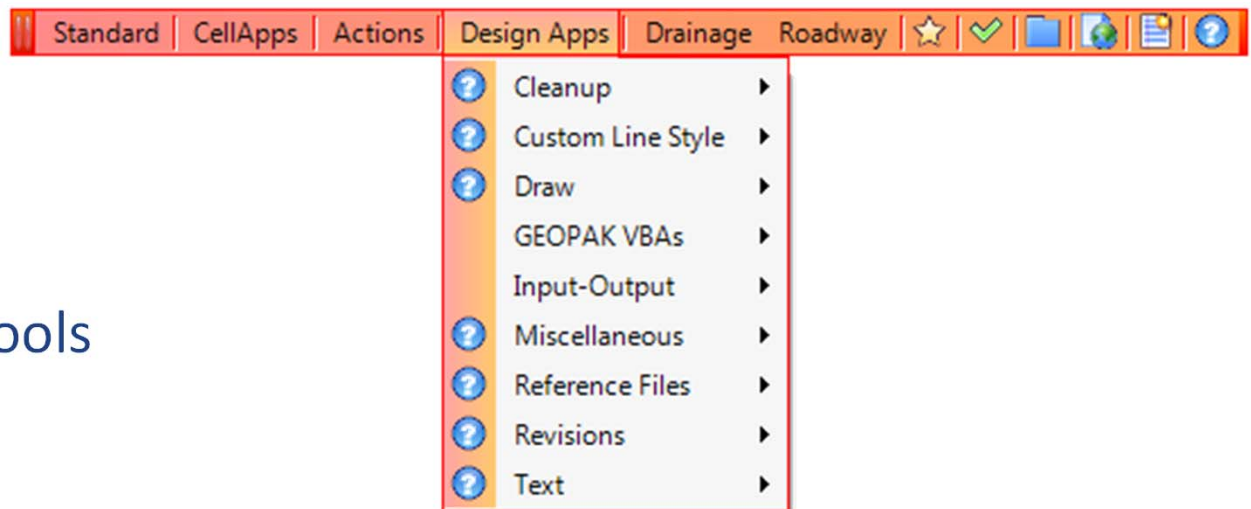 Standard CellApps Actions Design Apps Drainage Roadway
Cleanup
Custom Line Style
Draw
GEOPAK VBAs
Input-Output
Miscellaneous
ools
Reference Files
Revisions
Text